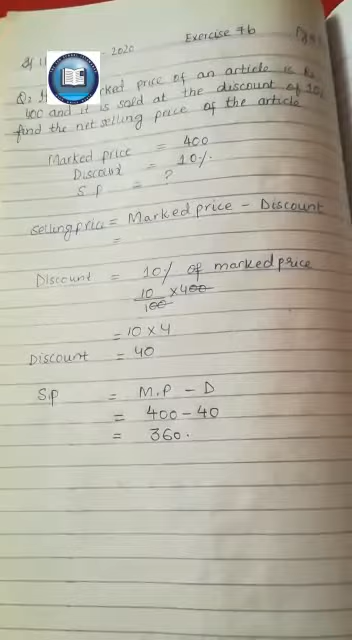 2020 Exercise 7b
price of an article is Rs
400 and it is sold at the discount of 10%
find the net selling price of the article
Marked price = 400
Discount = 10%.
S P = ?
Selling price = Marked price - Discount
=
Discount = 10% of marked price
10/100 ×400
= 10 × 4
Discount = 40
SP = M.P - D
= 400 - 40
= 360.